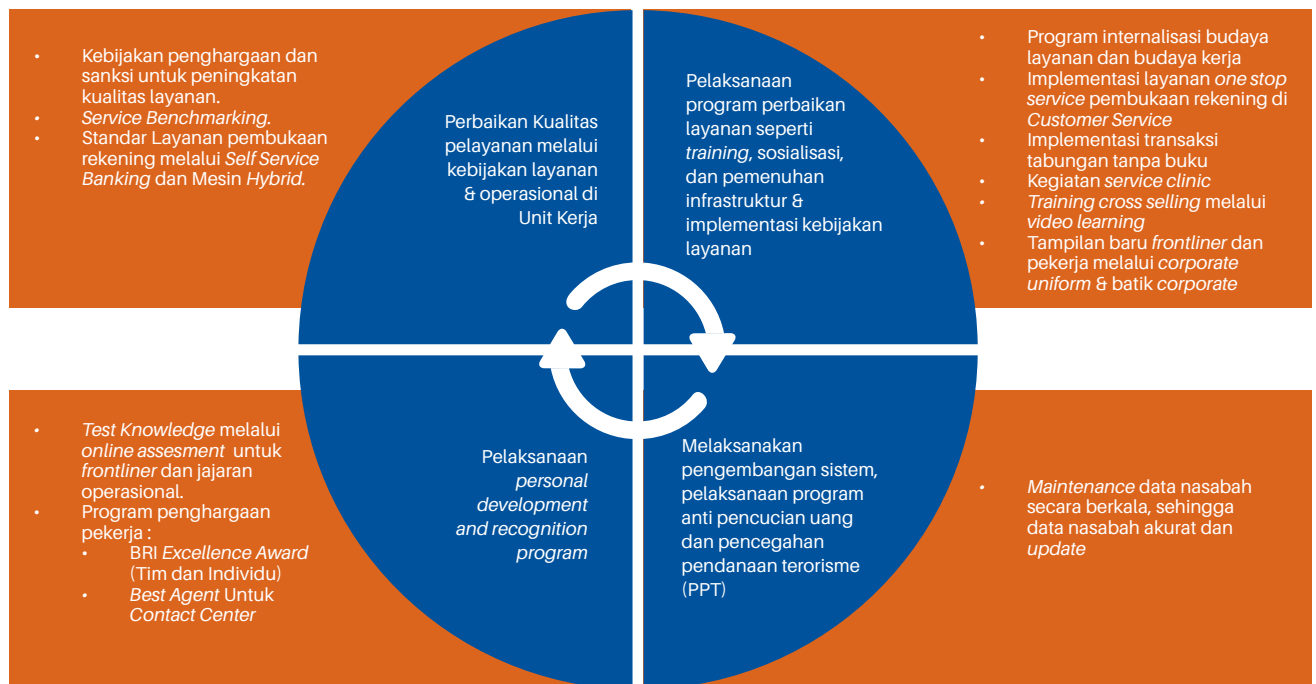 • Kebijakan penghargaan dan
sanksi untuk peningkatan
kualitas layanan.
• Service Benchmarking.
• Standar Layanan pembukaan
rekening melalui Self Service
Banking dan Mesin Hybrid.
Perbaikan Kualitas
pelayanan melalui
kebijakan layanan
& operasional di
Unit Kerja
Pelaksanaan
program perbaikan
layanan seperti
training, sosialisasi,
dan pemenuhan
infrastruktur &
implementasi kebijakan
layanan
• Program internalisasi budaya
layanan dan budaya kerja
• Implementasi layanan one stop
service pembukaan rekening di
Customer Service
• Implementasi transaksi
tabungan tanpa buku
• Kegiatan service clinic
• Training cross selling melalui
video learning
• Tampilan baru frontliner dan
pekerja melalui corporate
uniform & batik corporate
• Test Knowledge melalui
online assesment untuk
frontliner dan jajaran
operasional.
• Program penghargaan
pekerja :
• BRI Excellence Award
(Tim dan Individu)
• Best Agent Untuk
Contact Center
Pelaksanaan
personal
development
and recognition
program
Melaksanakan
pengembangan sistem,
pelaksanaan program
anti pencucian uang
dan pencegahan
pendanaan terorisme
(PPT)
• Maintenance data nasabah
secara berkala, sehingga
data nasabah akurat dan
update